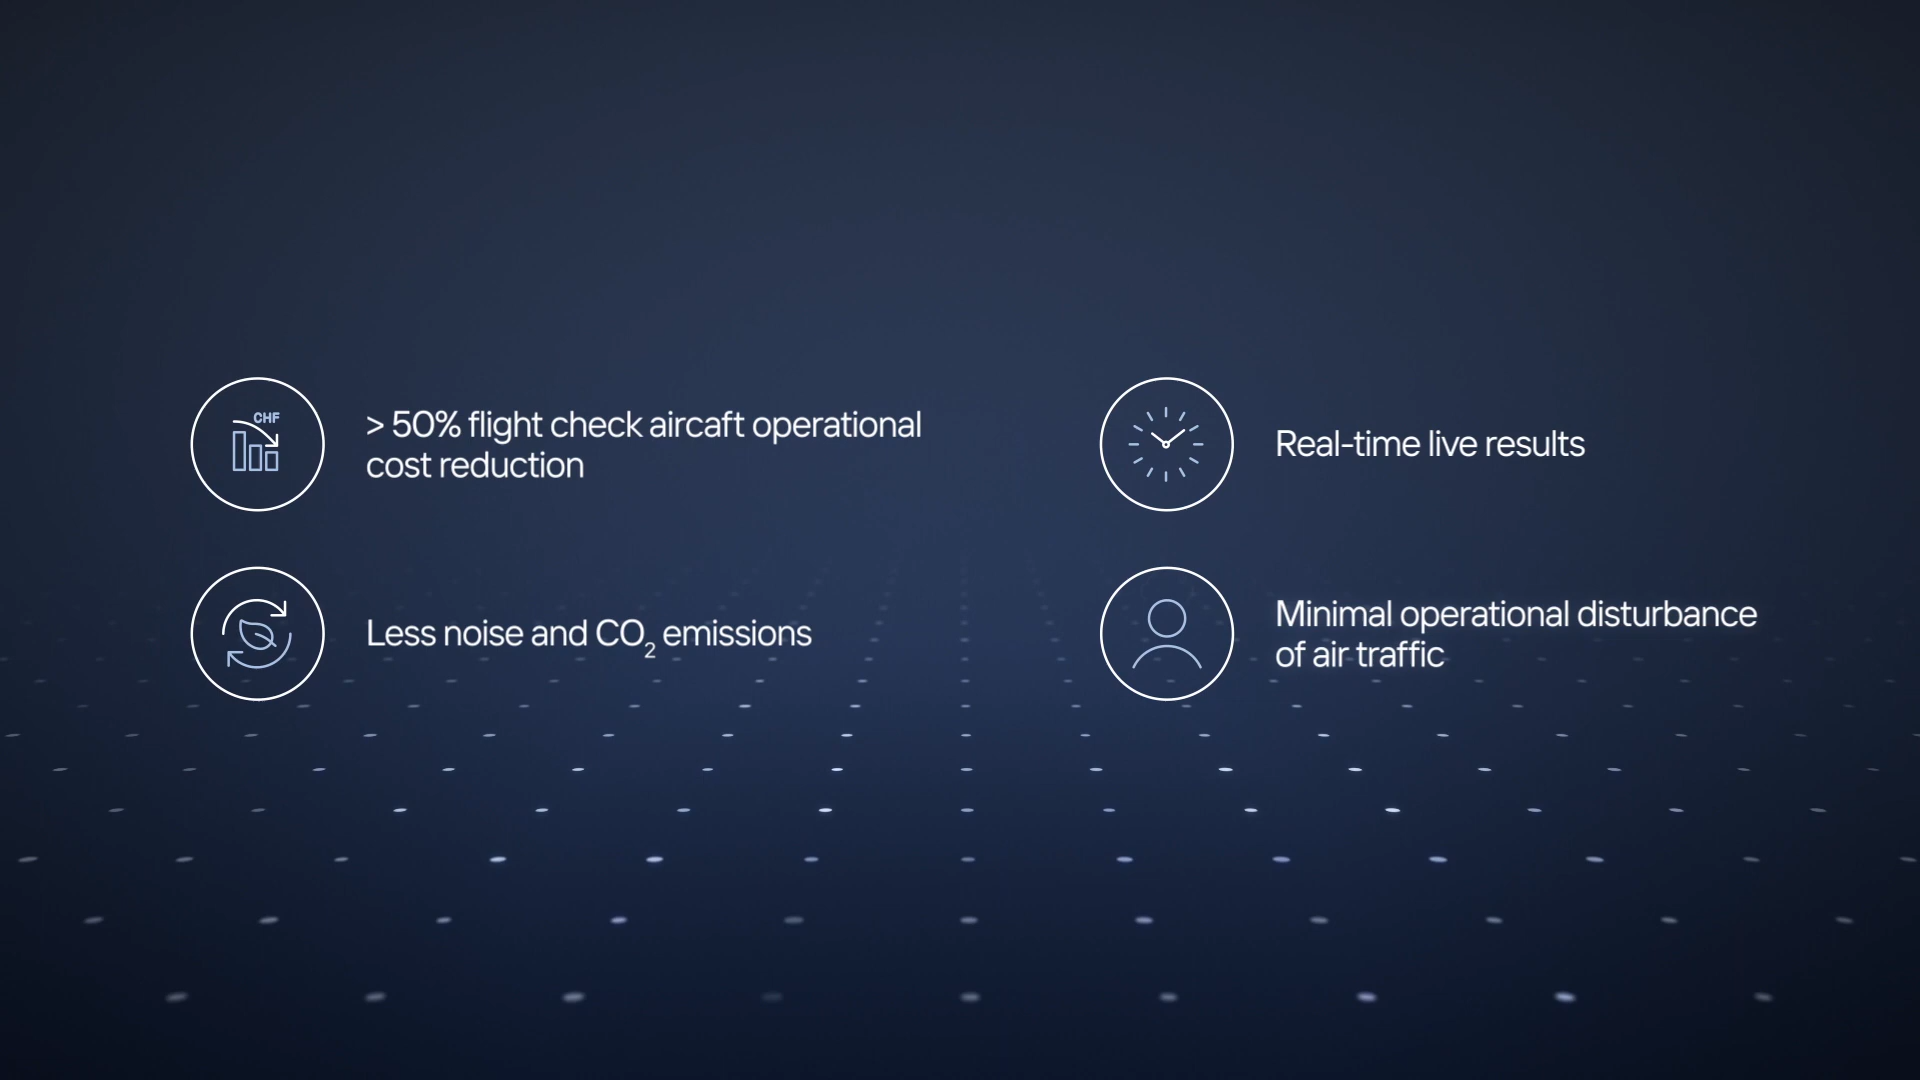 CHF
> 50% flight check aircaft operational
cost reduction
Real-time live results
Less noise and CO₂ emissions
Minimal operational disturbance
of air traffic